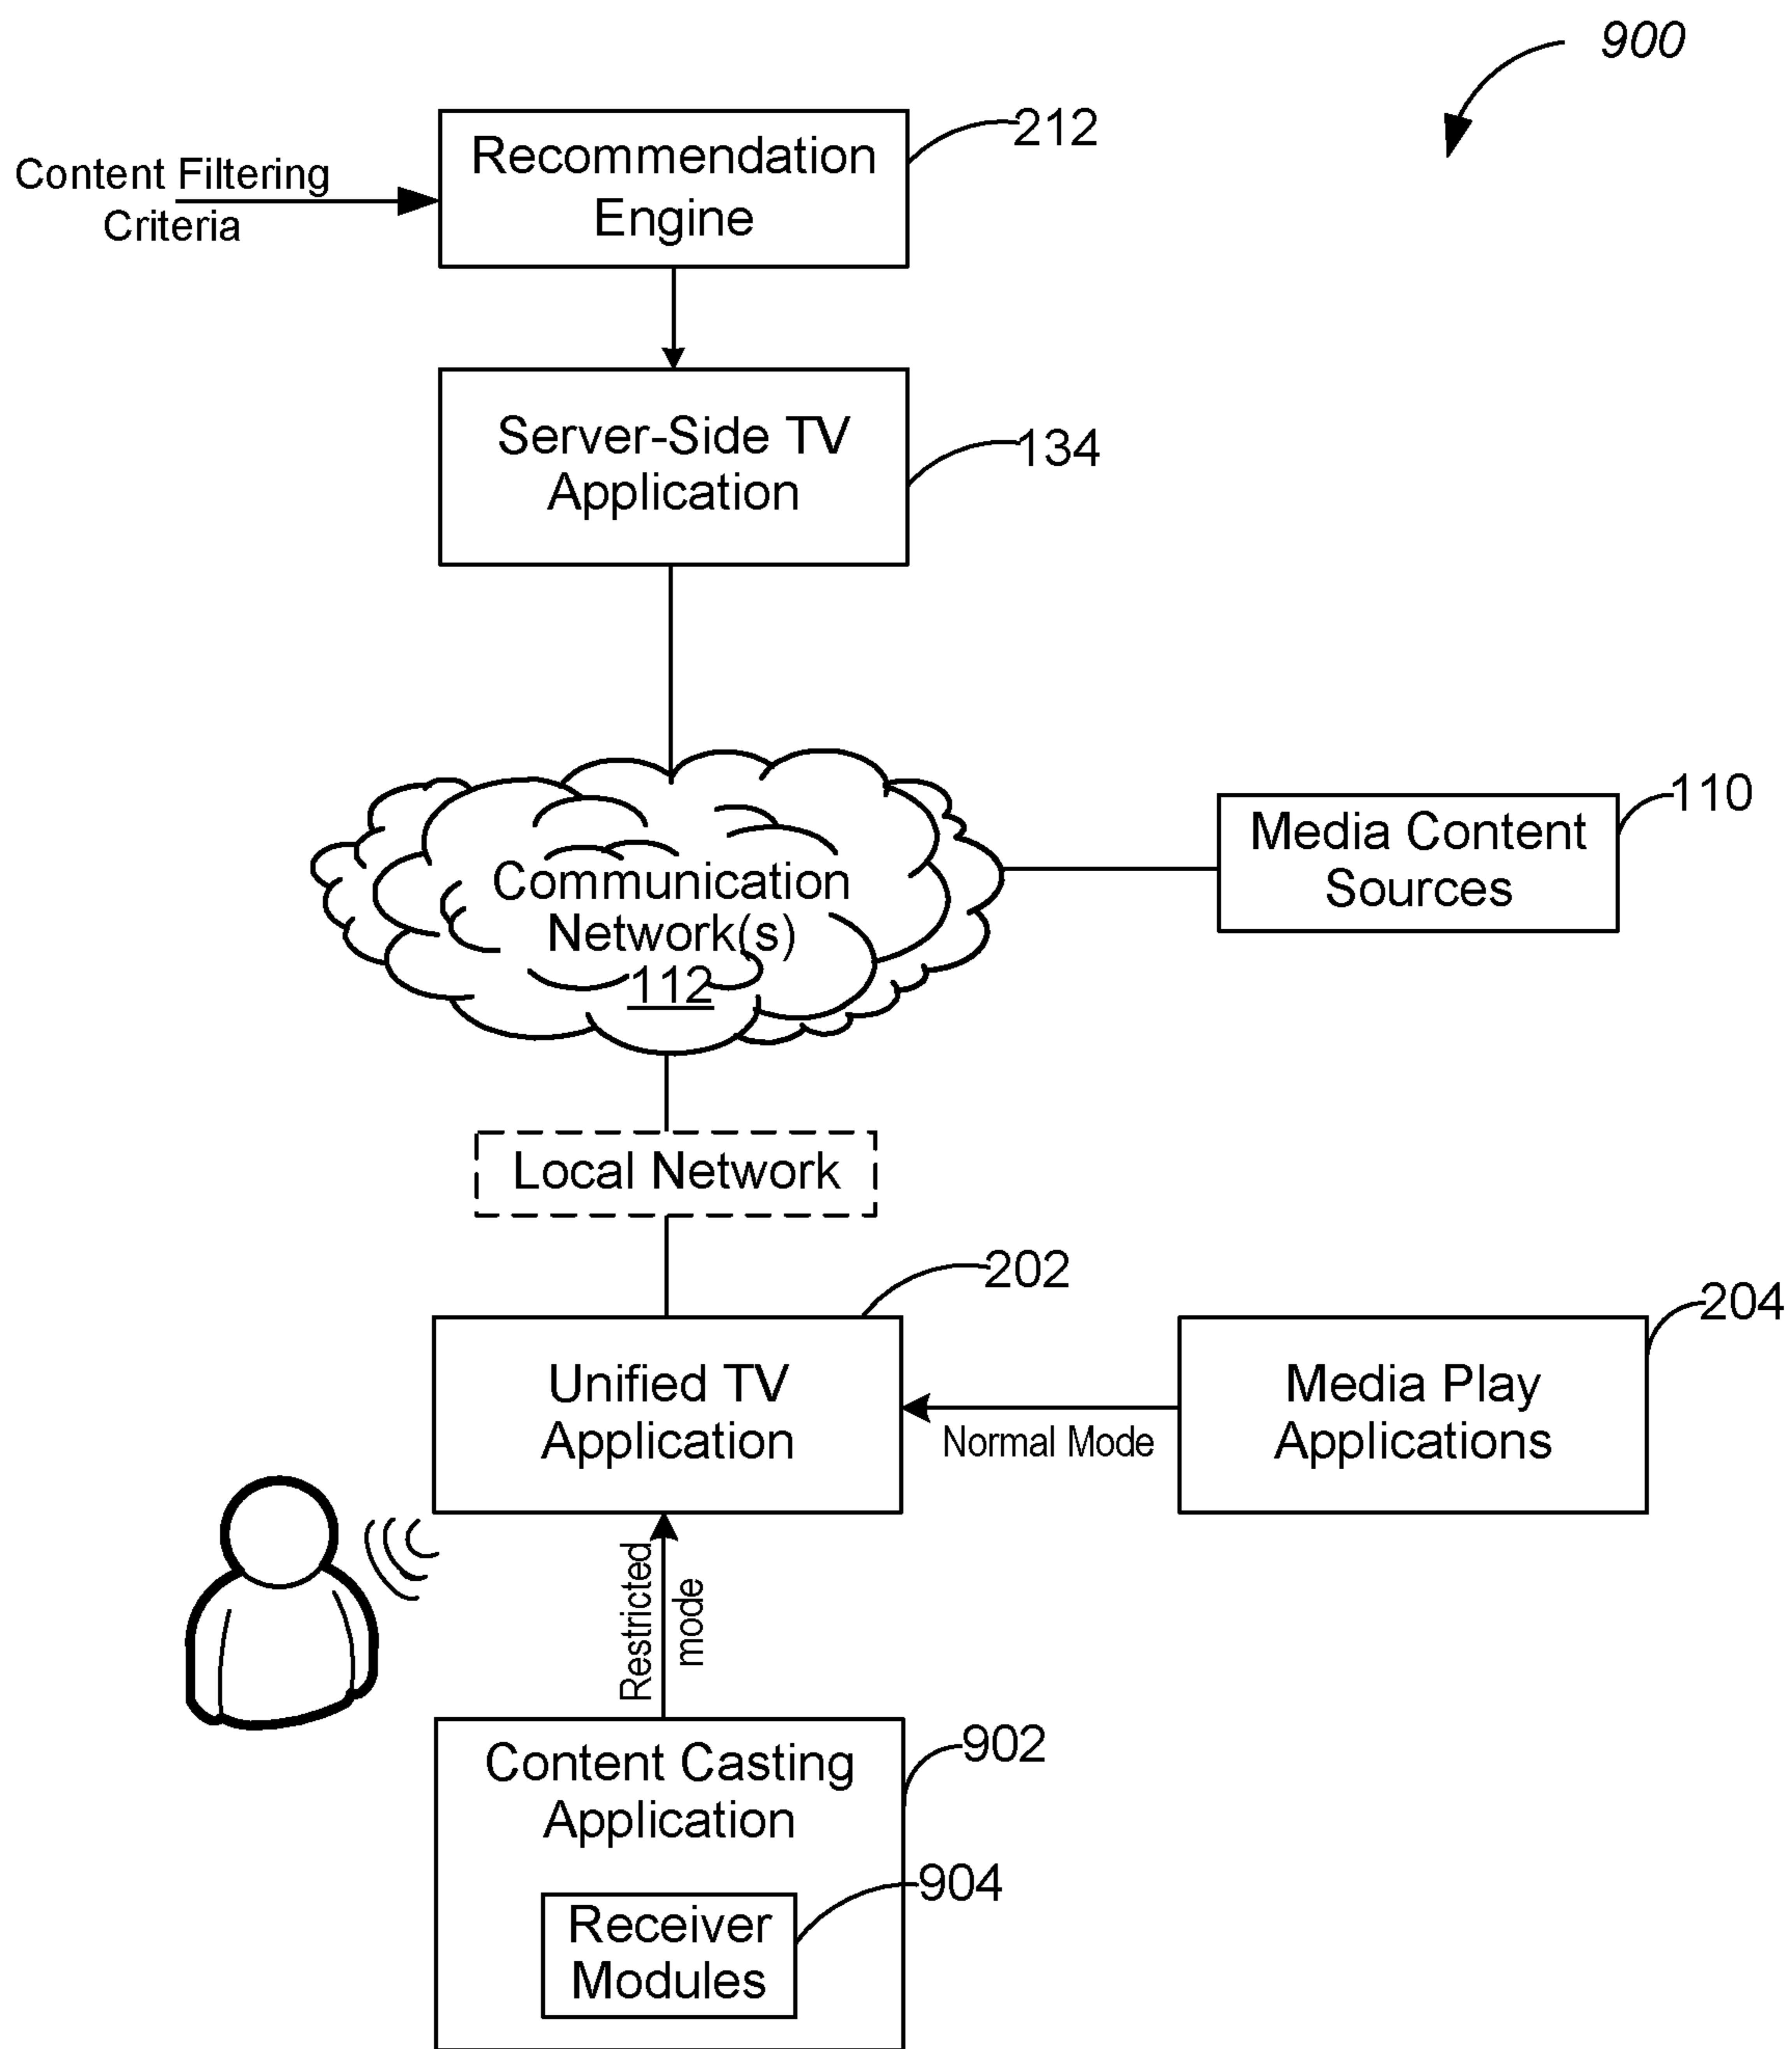 900
212
Recommendation
Engine
Content Filtering
Criteria
Server-Side TV
Application
134
110
Media Content
Sources
Communication
Network(s)
112
Local Network
202
204
Unified TV
Application
Media Play
Applications
Normal Mode
Restricted
mode
Content Casting
Application
902
904
Receiver
Modules